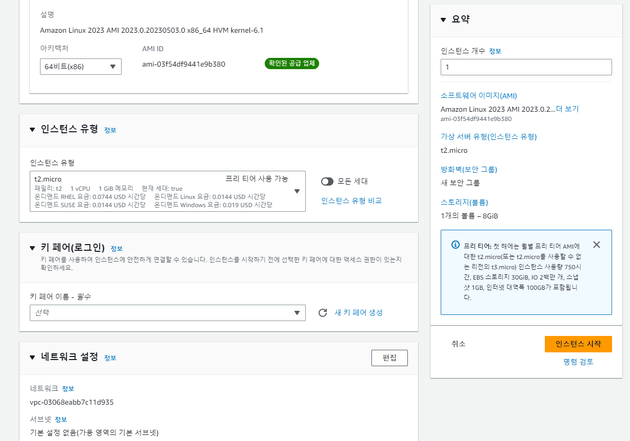 설명
Amazon Linux 2023 AMI 2023.0.20230503.0 x86_64 HVM kernel-6.1
아키텍처
AMI ID
64비트(x86)
ami-03f54df9441e9b380
확인된 공급 업체
인스턴스 유형 정보
인스턴스 유형
t2.micro
프리 티어 사용 가능
패밀리: t2 1 vCPU 1 GiB 메모리 현재 세대: true
온디맨드 RHEL 요금: 0.0744 USD 시간당 온디맨드 Linux 요금: 0.0144 USD 시간당
온디맨드 SUSE 요금: 0.0144 USD 시간당 온디맨드 Windows 요금: 0.019 USD 시간당
모든 세대
인스턴스 유형 비교
키 페어(로그인) 정보
키 페어를 사용하여 인스턴스에 안전하게 연결할 수 있습니다. 인스턴스를 시작하기 전에 선택한 키 페어에 대한 액세스 권한이 있는지
확인하세요.
키 페어 이름 - 필수
선택
새 키 페어 생성
네트워크 설정 정보
편집
네트워크 정보
vpc-03068eabb7c11d935
서브넷 정보
기본 설정 없음(가용 영역의 기본 서브넷)
요약
인스턴스 개수 정보
1
소프트웨어 이미지(AMI)
Amazon Linux 2023 AMI 2023.0.2...더 보기
ami-03f54df9441e9b380
가상 서버 유형(인스턴스 유형)
t2.micro
방화벽(보안 그룹)
새 보안 그룹
스토리지(볼륨)
1개의 볼륨 – 8GiB
프리 티어: 첫 해에는 월별 프리 티어 AMI에
대한 t2.micro(또는 t2.micro를 사용할 수 없
는 리전의 t3.micro) 인스턴스 사용량 750시
간, EBS 스토리지 30GiB, IO 2백만 개, 스냅
샷 1GB, 인터넷 대역폭 100GB가 포함됩니
다.
취소
인스턴스 시작
명령 검토